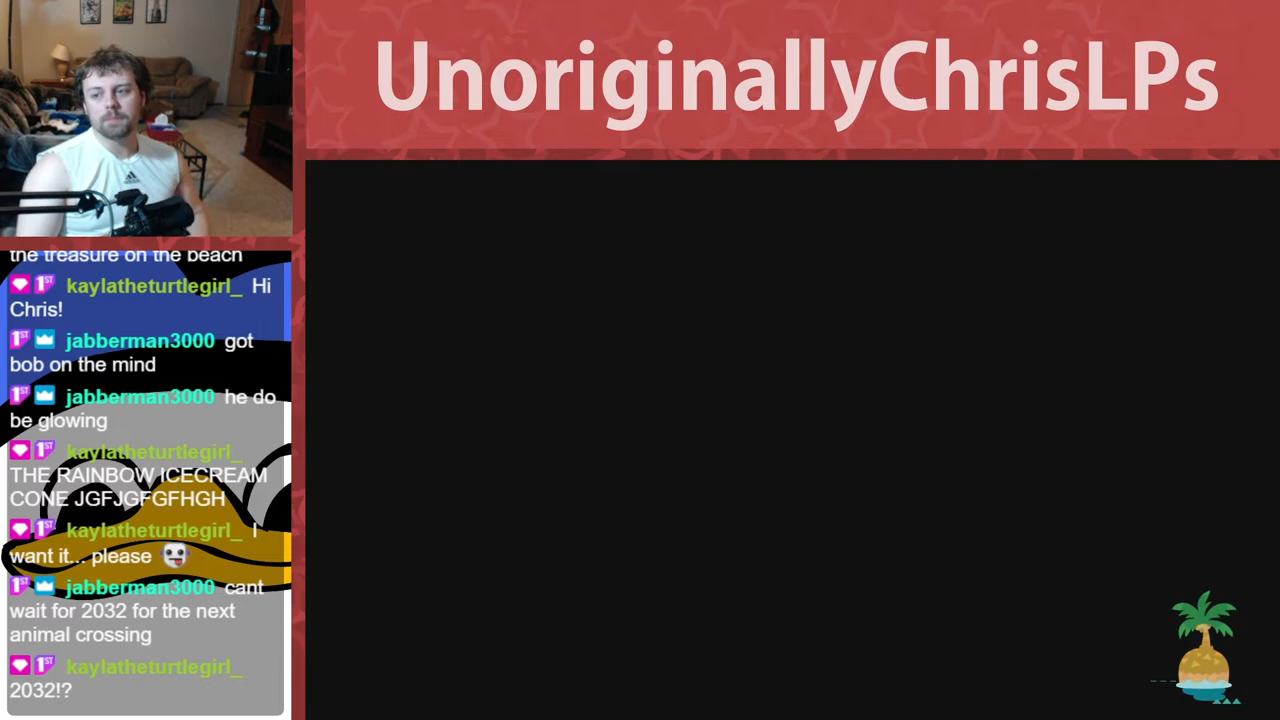 UnoriginallyChrisLPs
the treasure on the beach
kaylatheturtlegirl_ Hi
Chris!
jabberman3000 got
bob on the mind
jabberman3000 he do
be glowing
kaylatheturtlegirl_
THE RAINBOW ICECREAM
CONE JGFJGFGFHGH
kaylatheturtlegirl_ I
want it... please
jabberman3000 cant
wait for 2032 for the next
animal crossing
kaylatheturtlegirl_
2032!?